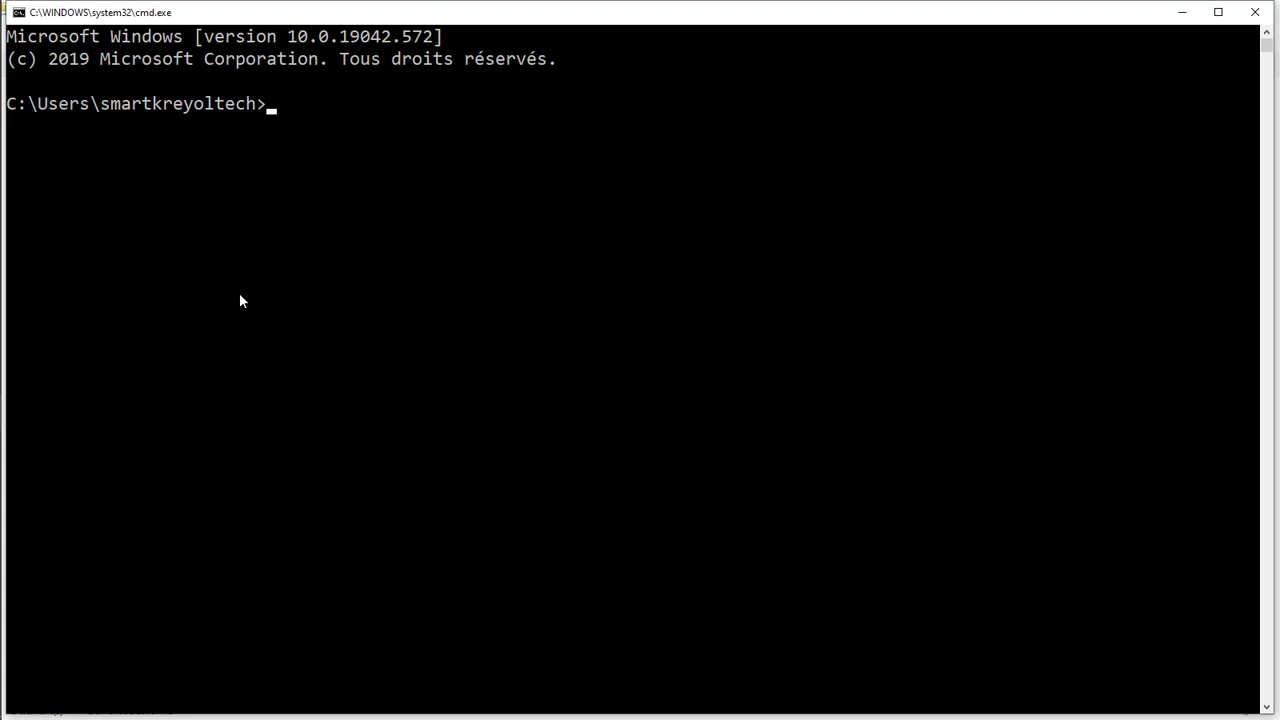 C:\WINDOWS\system32\cmd.exe
Microsoft Windows [version 10.0.19042.572]
(c) 2019 Microsoft Corporation. Tous droits réservés.
C:\Users\smartkreyoltech>